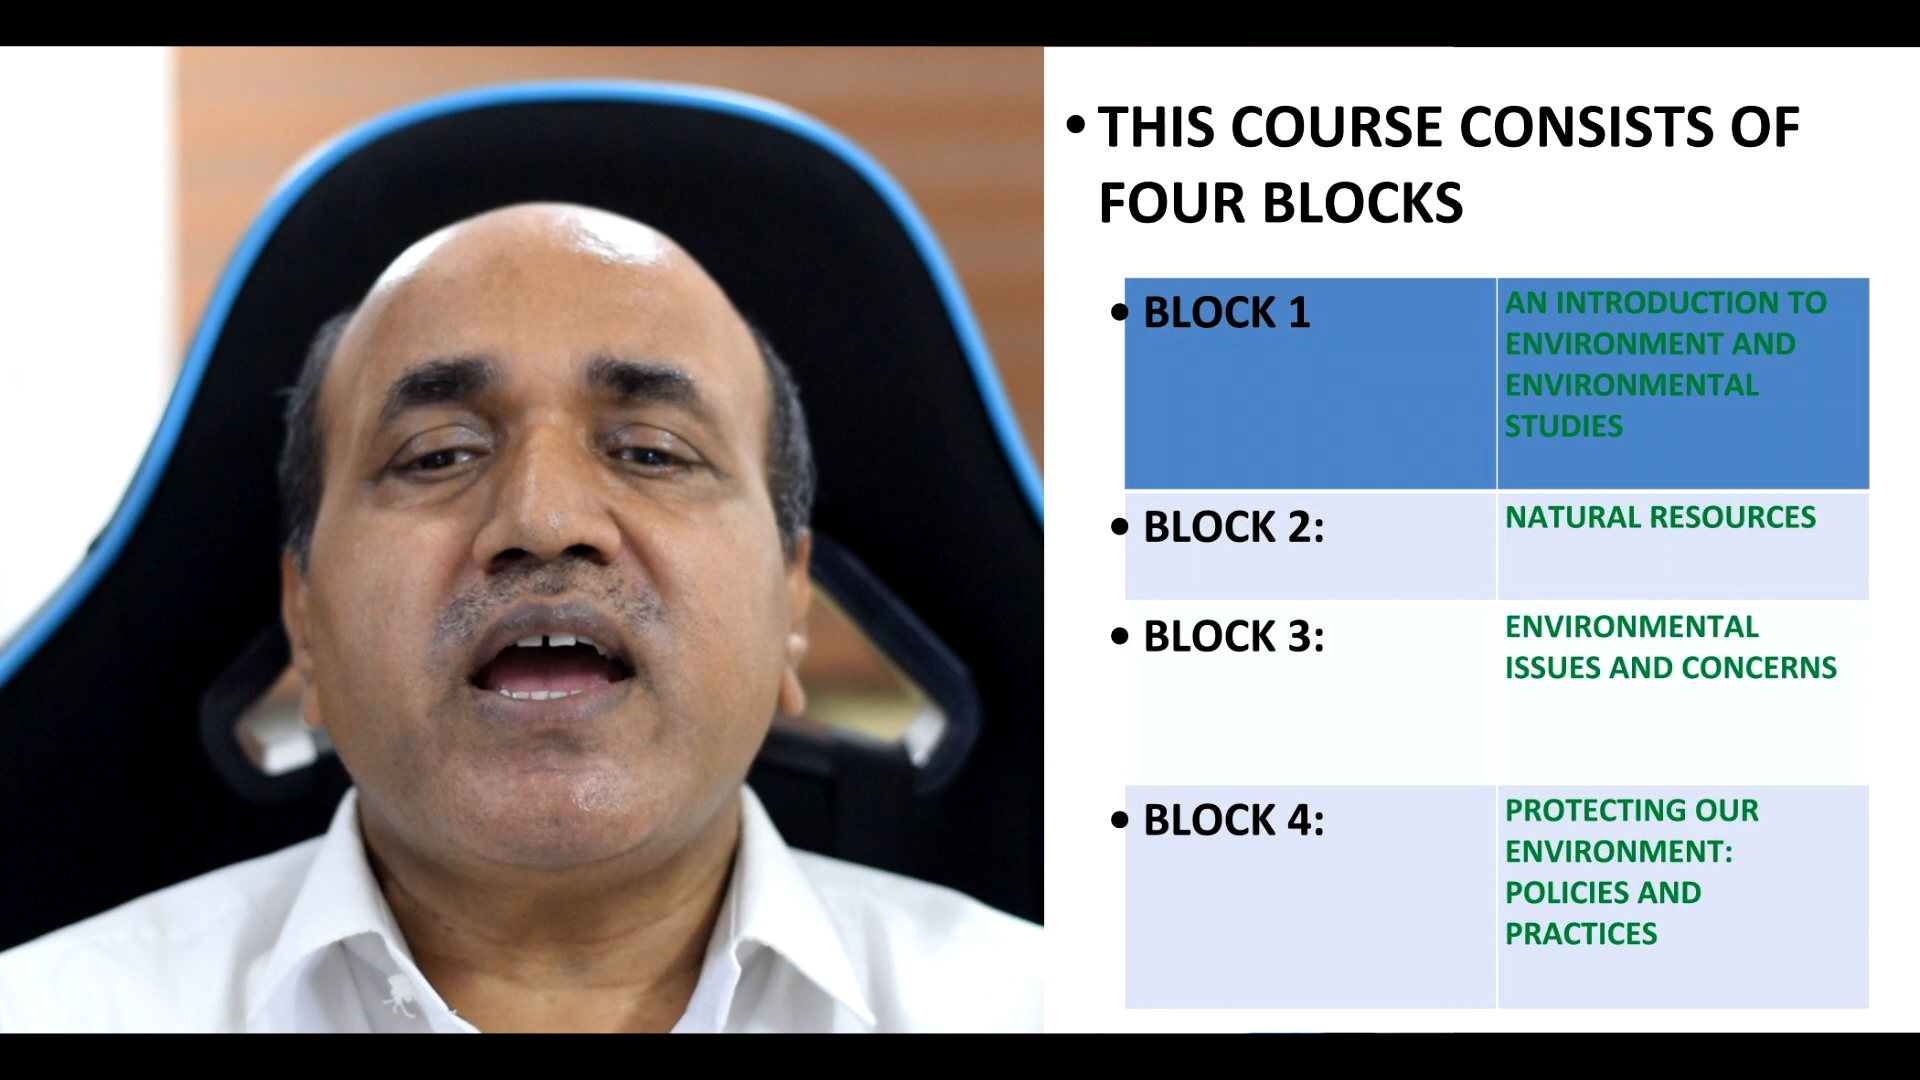 • THIS COURSE CONSISTS OF
FOUR BLOCKS
• BLOCK 1
AN INTRODUCTION TO
ENVIRONMENT AND
ENVIRONMENTAL
STUDIES
• BLOCK 2:
NATURAL RESOURCES
• BLOCK 3:
ENVIRONMENTAL
ISSUES AND CONCERNS
• BLOCK 4:
PROTECTING OUR
ENVIRONMENT:
POLICIES AND
PRACTICES